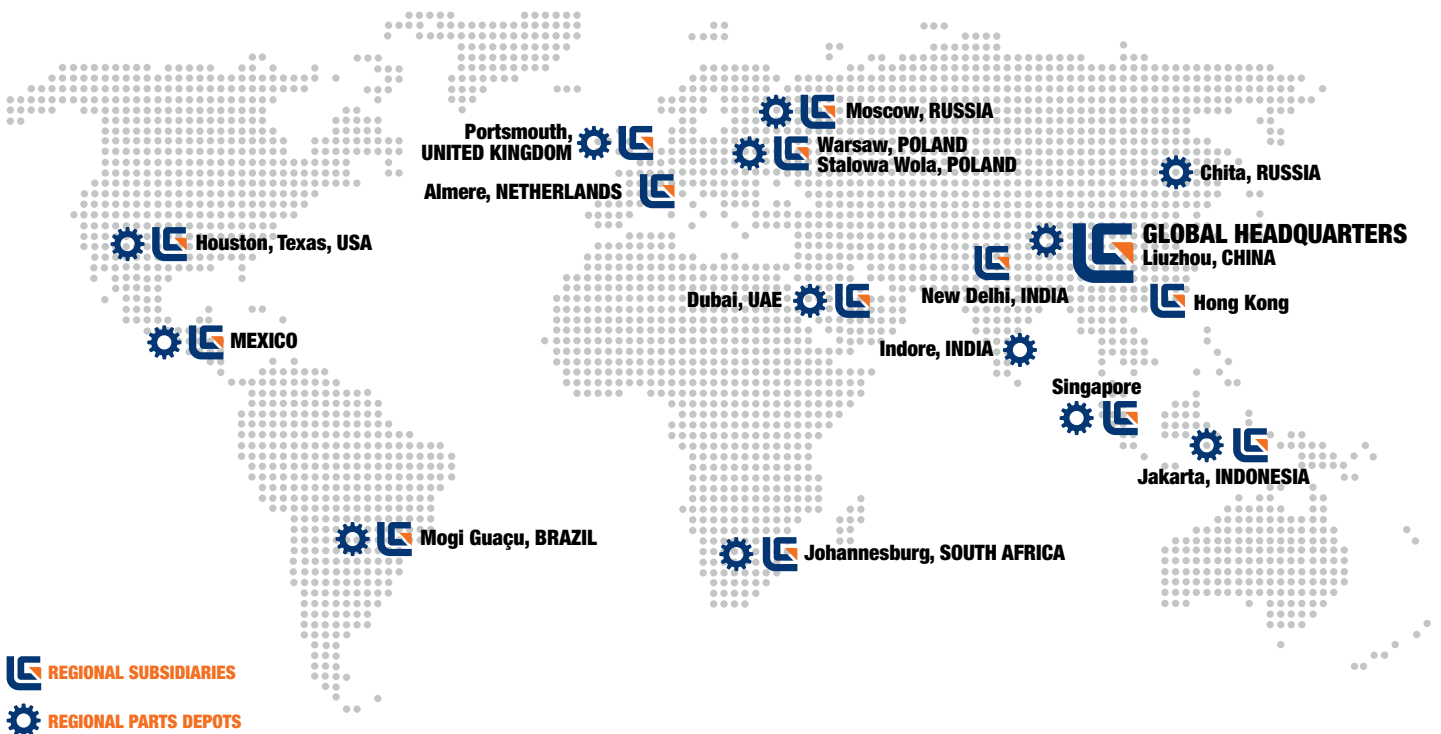 Moscow, RUSSIA
Portsmouth,
UNITED KINGDOM
Warsaw, POLAND
Stalowa Wola, POLAND
Almere, NETHERLANDS
Chita, RUSSIA
Houston, Texas, USA
GLOBAL HEADQUARTERS
Liuzhou, CHINA
New Delhi, INDIA
Dubai, UAE
Hong Kong
MEXICO
Indore, INDIA
Singapore
Jakarta, INDONESIA
Mogi Guaçu, BRAZIL
Johannesburg, SOUTH AFRICA
REGIONAL SUBSIDIARIES
REGIONAL PARTS DEPOTS